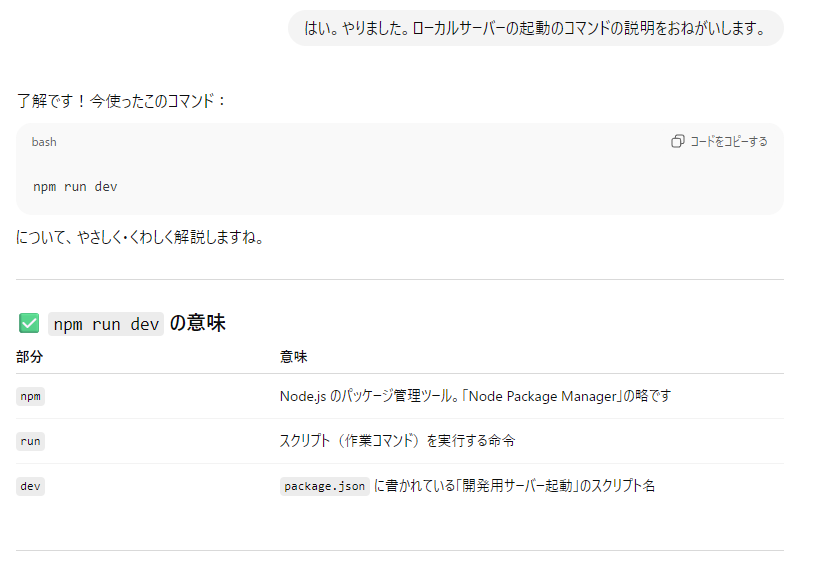 はい。やりました。ローカルサーバーの起動のコマンドの説明をおねがいします。
了解です！今使ったこのコマンド：
bash
コードをコピーする
npm run dev
について、やさしく・くわしく解説しますね。
✅ npm run dev の意味
部分 意味
npm Node.js のパッケージ管理ツール。「Node Package Manager」の略です
run スクリプト（作業コマンド）を実行する命令
dev package.json に書かれている「開発用サーバー起動」のスクリプト名